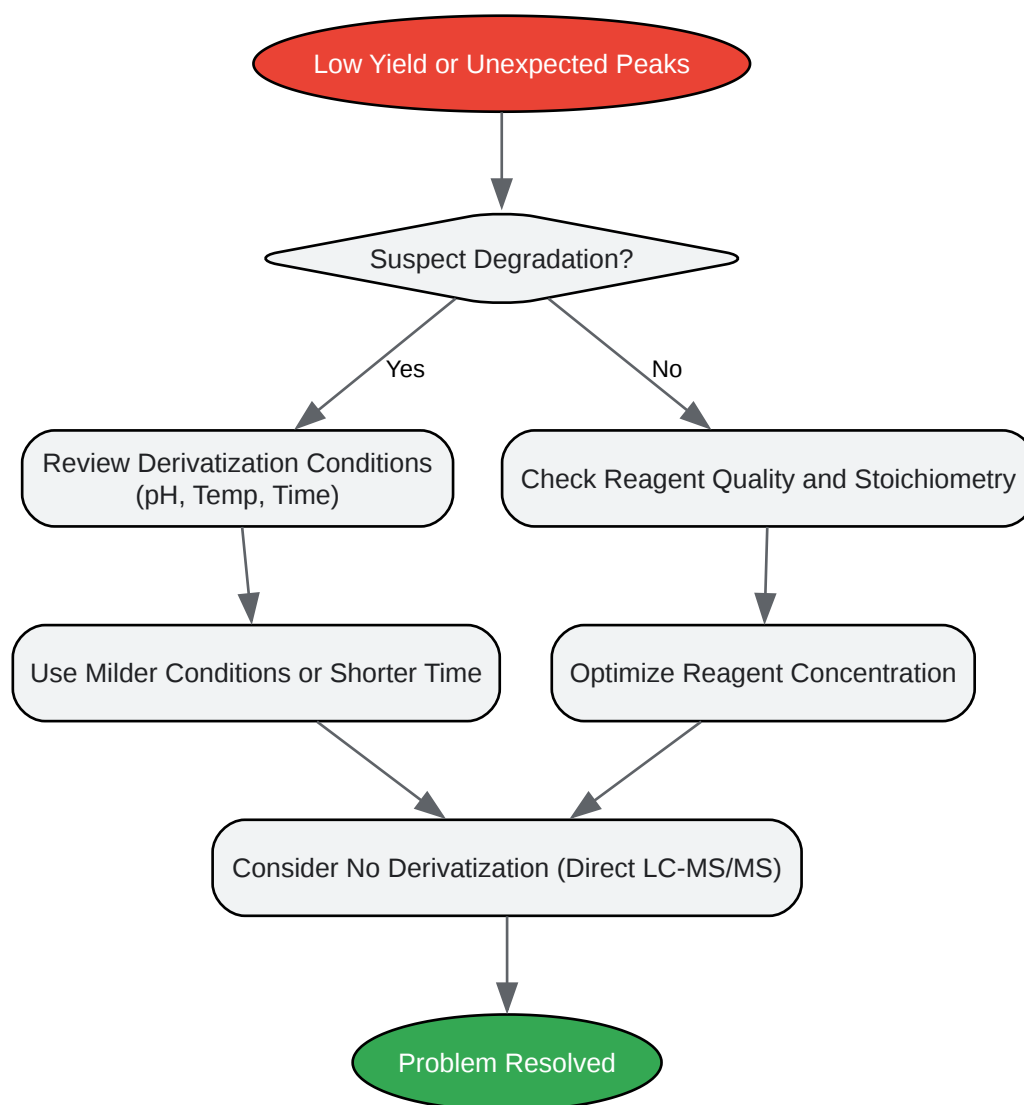 Low Yield or Unexpected Peaks
Suspect Degradation?
Yes
No
Review Derivatization Conditions
(pH, Temp, Time)
Check Reagent Quality and Stoichiometry
Use Milder Conditions or Shorter Time
Optimize Reagent Concentration
Consider No Derivatization (Direct LC-MS/MS)
Problem Resolved